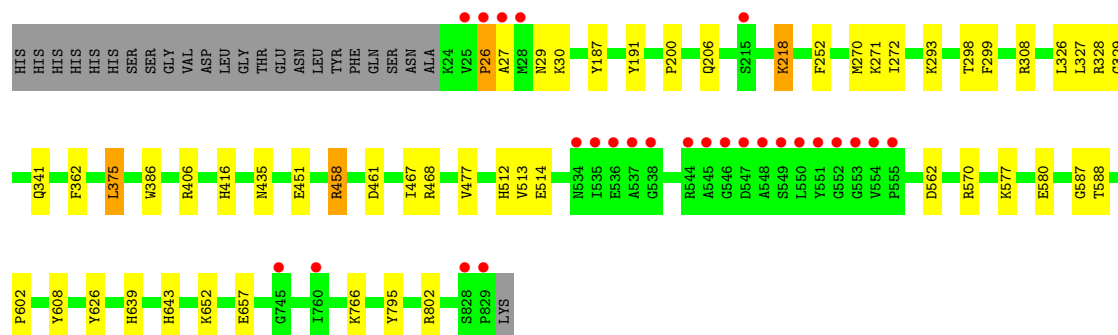 HIS HIS HIS HIS HIS HIS SER SER GLY VAL ASP LEU GLY THR GLU ASN LEU TYR PHE GLN SER ASN ALA K24 V25 P26 A27 M28 N29 K30 Y187 Y191 P200 Q206 S215 K218 F252 M270 K271 I272 K293 T298 F299 R308 L326 L327 R328
Q341 F362 L375 W386 R406 H416 N435 E451 R458 D461 I467 R468 V477 H512 V513 E514 N534 I535 E536 A537 G538 R544 A545 G546 D547 A548 S549 L550 Y551 G552 G553 V554 P555 D562 R570 K577 E580 G587 T588
P602 Y608 Y626 H639 H643 K652 E657 G745 I760 K766 Y795 R802 S828 P829 LYS